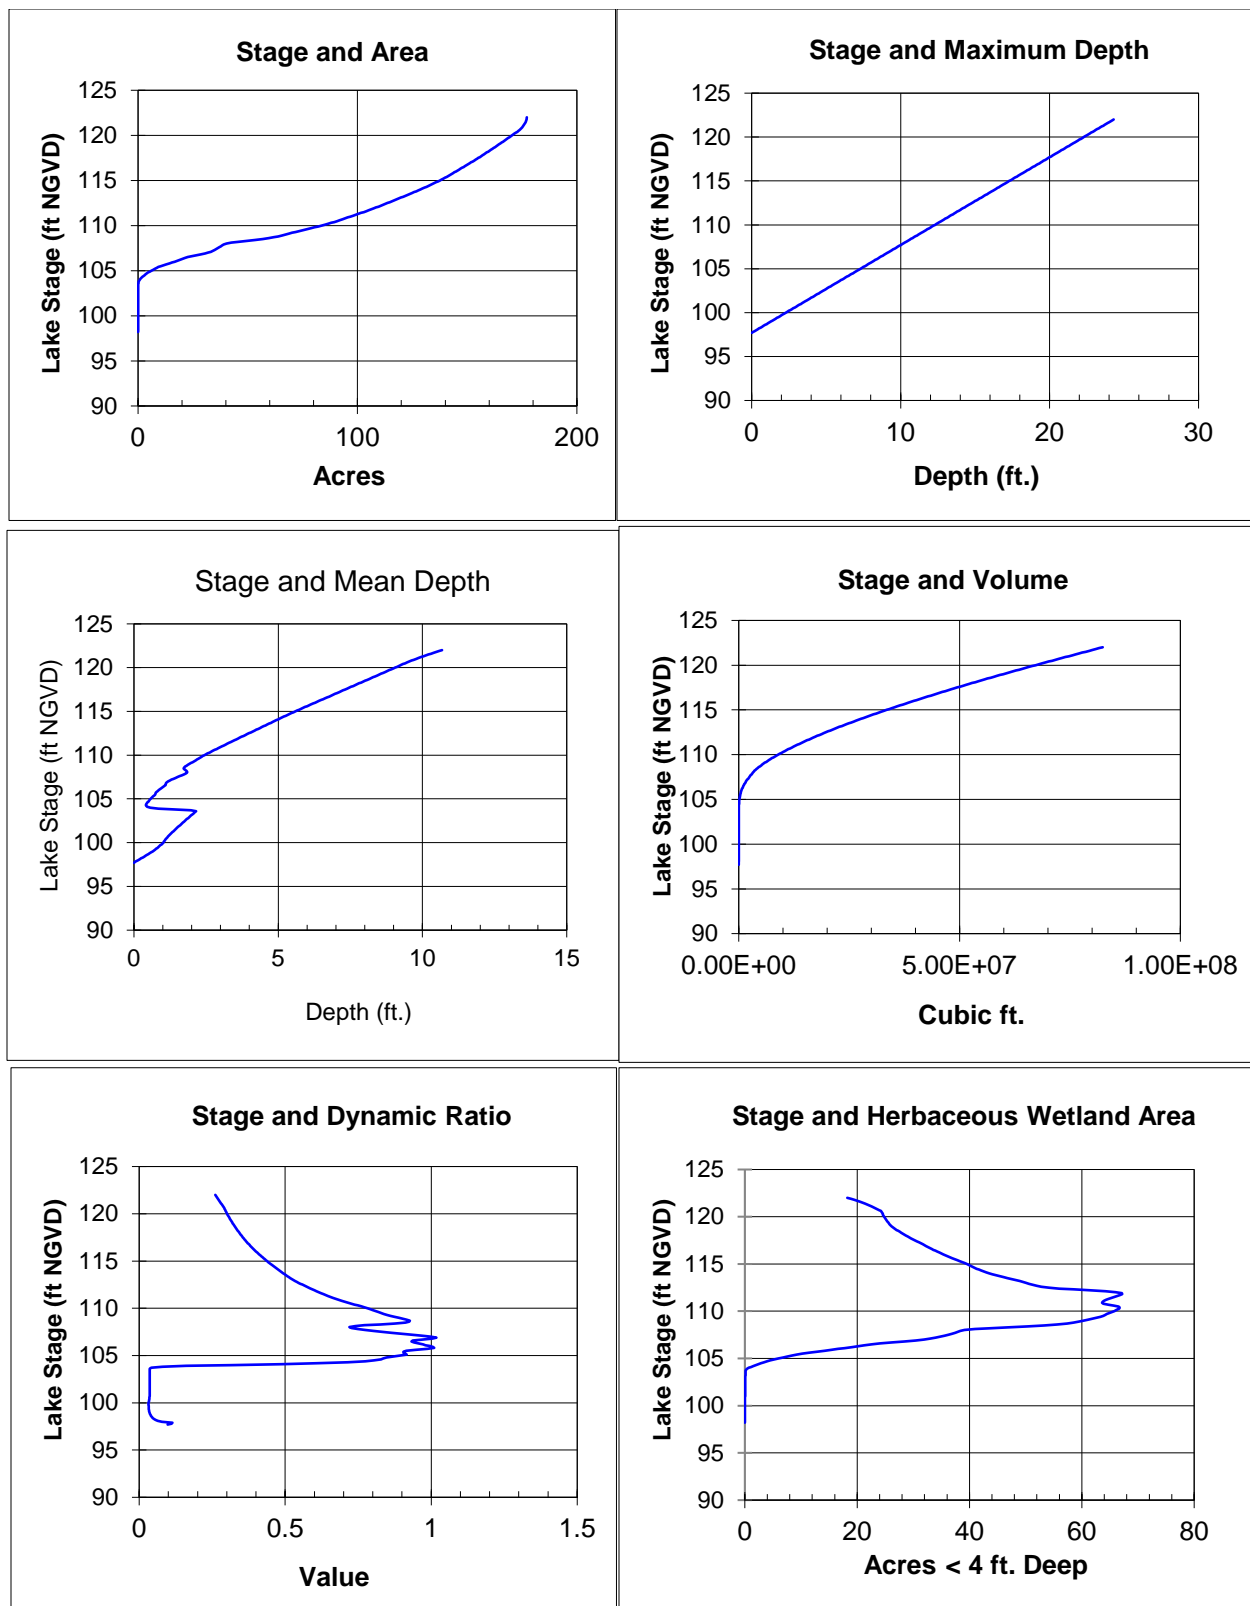 Stage and Area
125
120
115
110
105
100
95
90
Lake Stage (ft NGVD)
0 100 200
Acres
Stage and Maximum Depth
125
120
115
110
105
100
95
90
Lake Stage (ft NGVD)
0 10 20 30
Depth (ft.)
Stage and Mean Depth
125
120
115
110
105
100
95
90
Lake Stage (ft NGVD)
0 5 10 15
Depth (ft.)
Stage and Volume
125
120
115
110
105
100
95
90
Lake Stage (ft NGVD)
0.00E+00 5.00E+07 1.00E+08
Cubic ft.
Stage and Dynamic Ratio
125
120
115
110
105
100
95
90
Lake Stage (ft NGVD)
0 0.5 1 1.5
Value
Stage and Herbaceous Wetland Area
125
120
115
110
105
100
95
90
Lake Stage (ft NGVD)
0 20 40 60 80
Acres < 4 ft. Deep